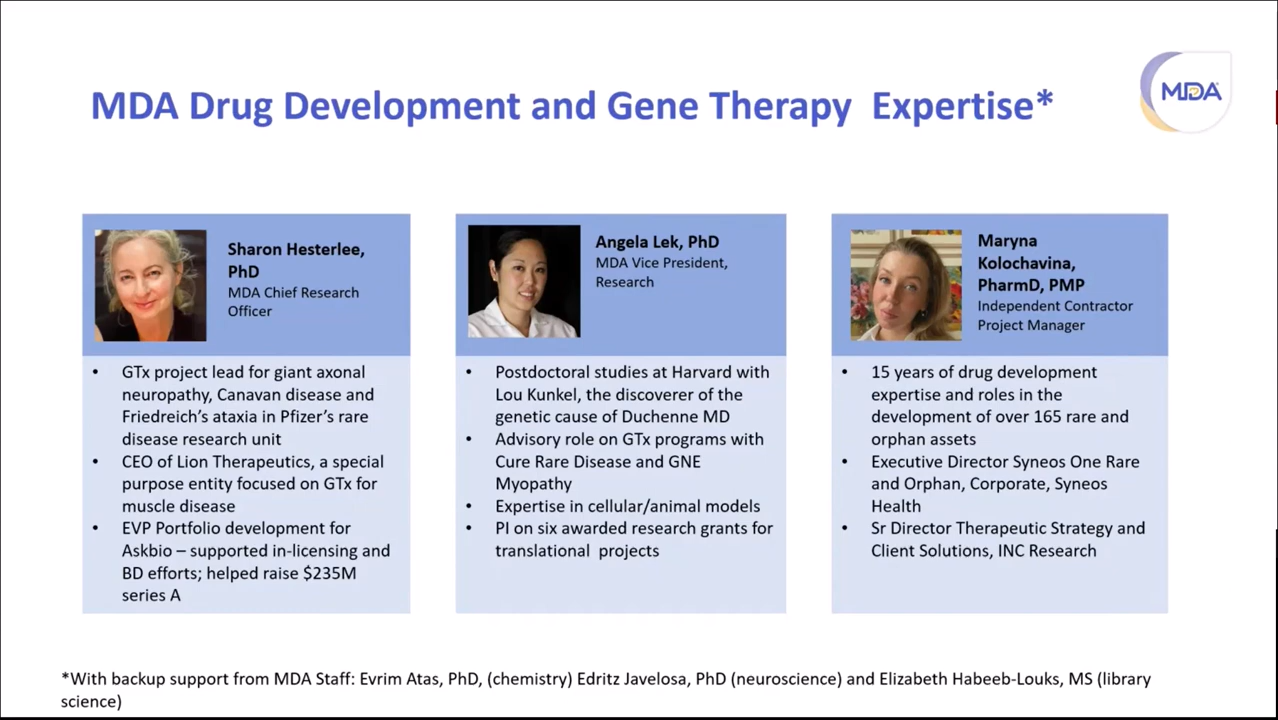 MDA Drug Development and Gene Therapy Expertise*
MDA
Sharon Hesterlee,
PhD
MDA Chief Research
Officer
• GTx project lead for giant axonal
neuropathy, Canavan disease and
Friedreich’s ataxia in Pfizer’s rare
disease research unit
• CEO of Lion Therapeutics, a special
purpose entity focused on GTx for
muscle disease
• EVP Portfolio development for
Askbio – supported in-licensing and
BD efforts; helped raise $235M
series A
Angela Lek, PhD
MDA Vice President,
Research
• Postdoctoral studies at Harvard with
Lou Kunkel, the discoverer of the
genetic cause of Duchenne MD
• Advisory role on GTx programs with
Cure Rare Disease and GNE
Myopathy
• Expertise in cellular/animal models
• PI on six awarded research grants for
translational projects
Maryna
Kolochavina,
PharmD, PMP
Independent Contractor
Project Manager
• 15 years of drug development
expertise and roles in the
development of over 165 rare and
orphan assets
• Executive Director Syneos One Rare
and Orphan, Corporate, Syneos
Health
• Sr Director Therapeutic Strategy and
Client Solutions, INC Research
*With backup support from MDA Staff: Evrim Atas, PhD, (chemistry) Edritz Javelosa, PhD (neuroscience) and Elizabeth Habeeb-Louks, MS (library
science)